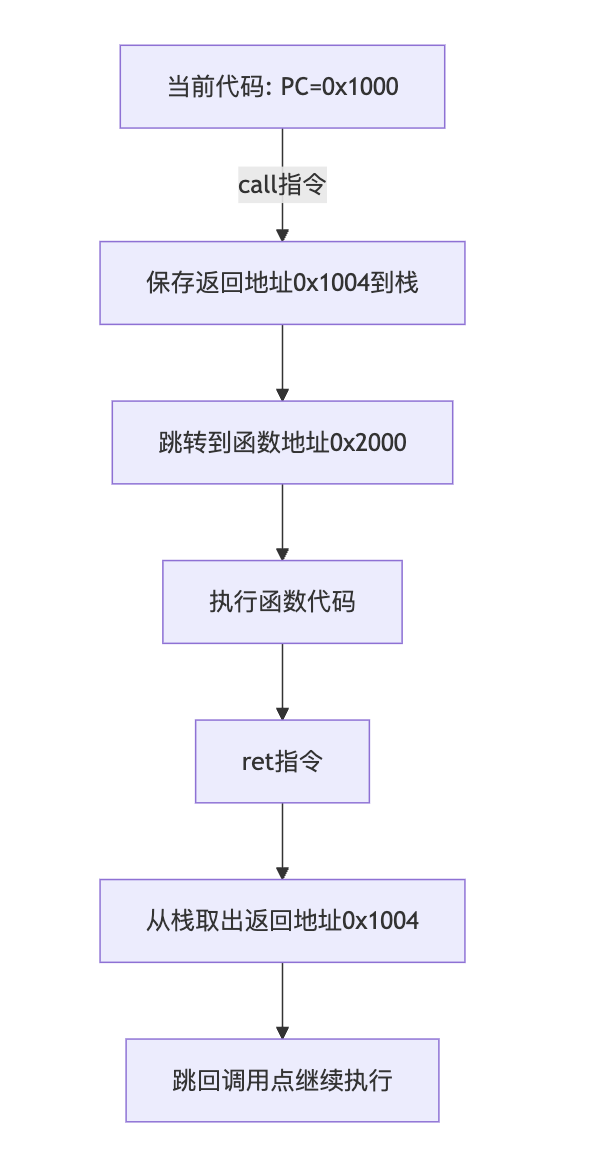 当前代码: PC=0x1000
call指令
保存返回地址0x1004到栈
跳转到函数地址0x2000
执行函数代码
ret指令
从栈取出返回地址0x1004
跳回调用点继续执行